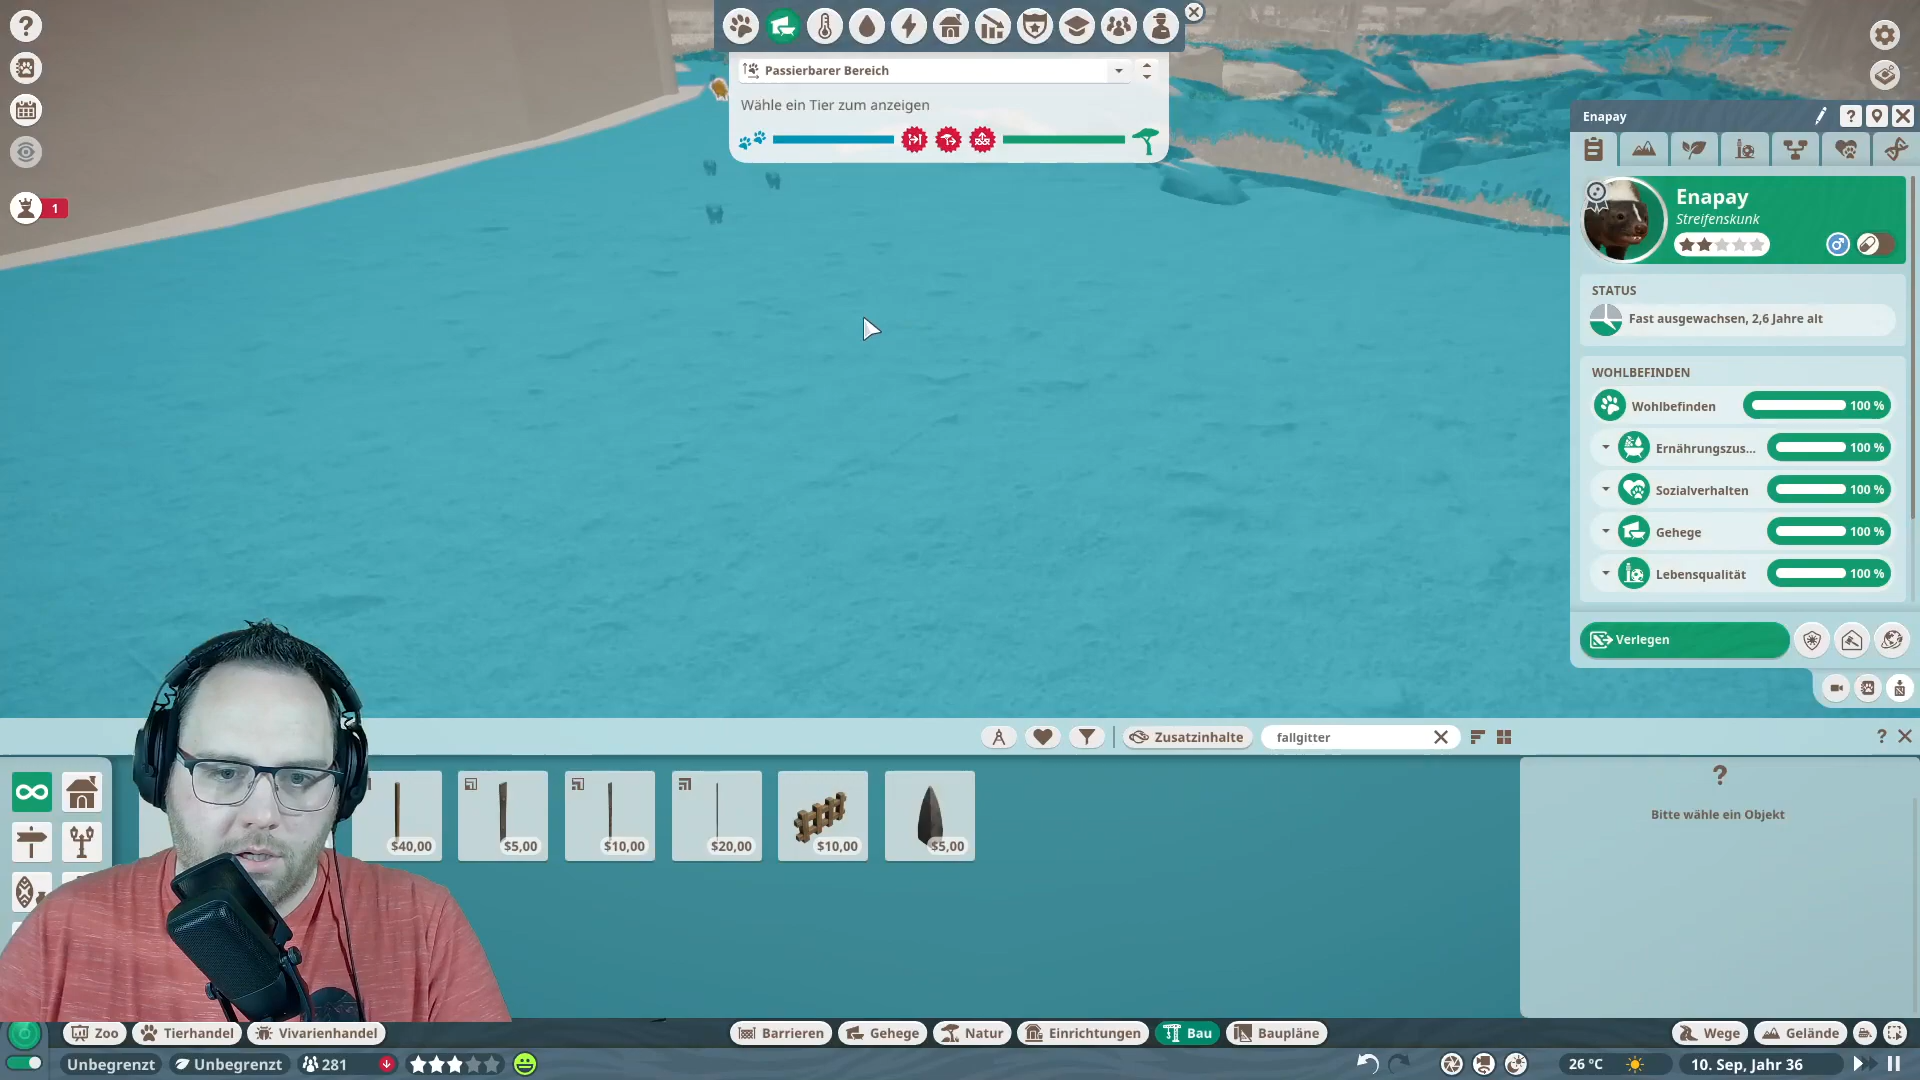 Passierbarer Bereich
Wähle ein Tier zum anzeigen
1
Enapay
?
Enapay
Streifenskunk
STATUS
Fast ausgewachsen, 2,6 Jahre alt
WOHLBEFINDEN
Wohlbefinden 100 %
Ernährungszus... 100 %
Sozialverhalten 100 %
Gehege 100 %
Lebensqualität 100 %
Verlegen
Zusatzinhalte
fallgitter
?
$40,00
$5,00
$10,00
$20,00
$10,00
$5,00
?
Bitte wähle ein Objekt
Zoo
Tierhandel
Vivarienhandel
Barrieren
Gehege
Natur
Einrichtungen
Bau
Baupläne
Wege
Gelände
Unbegrenzt
Unbegrenzt
281
26 °C
10. Sep, Jahr 36